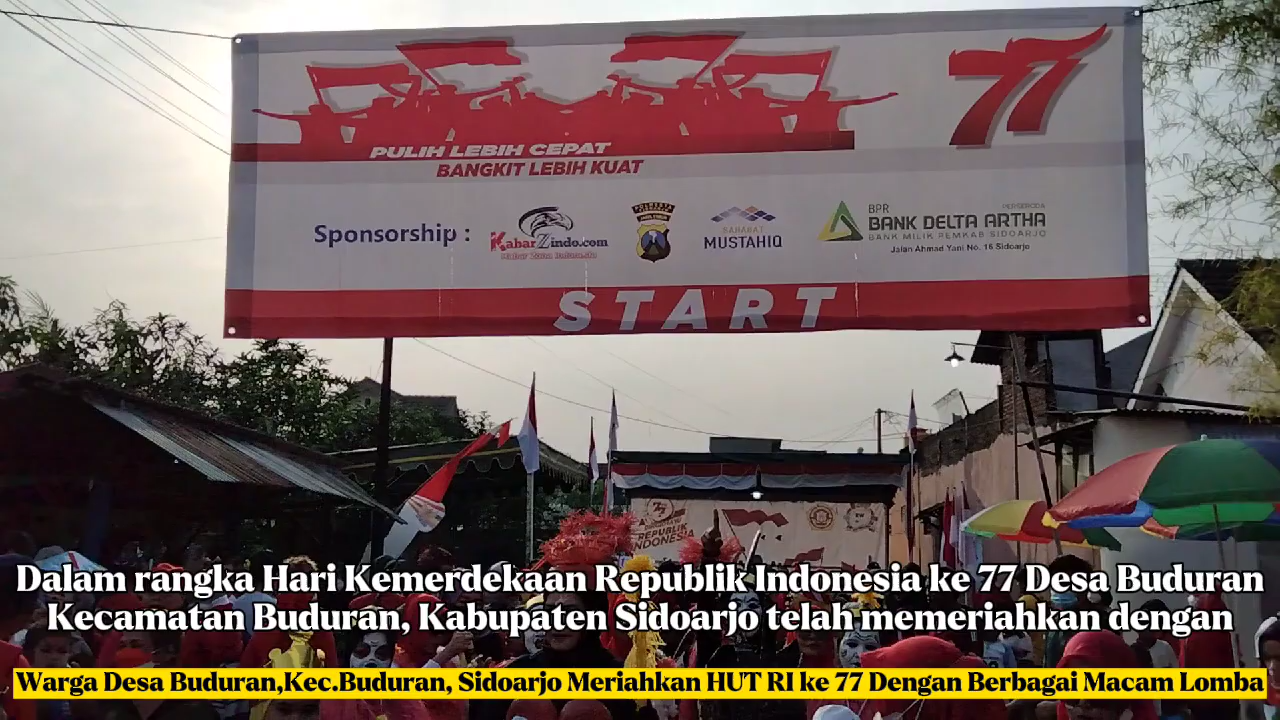 77
PULIH LEBIH CEPAT
BANGKIT LEBIH KUAT
Sponsorship :
KabarZindo.com
SAHABAT
MUSTAHIQ
BPR
PERSERODA
BANK DELTA ARTHA
BANK MILIK PEMKAB SIDOARJO
Jalan Ahmad Yani No. 16 Sidoarjo
START
REPUBLIK
INDONESIA
Dalam rangka Hari Kemerdekaan Republik Indonesia ke 77 Desa Buduran
Kecamatan Buduran, Kabupaten Sidoarjo telah memeriahkan dengan
Warga Desa Buduran,Kec.Buduran, Sidoarjo Meriahkan HUT RI ke 77 Dengan Berbagai Macam Lomba